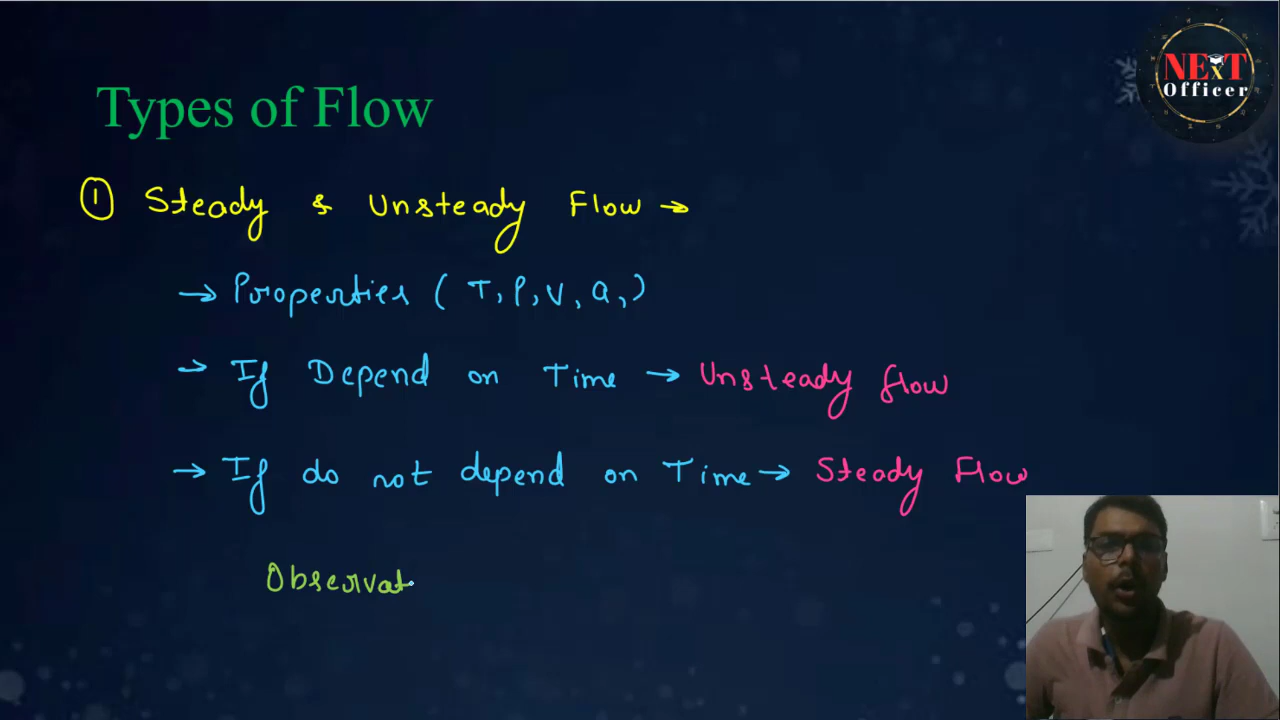 NExT
Officer
Types of Flow
① Steady & Unsteady Flow →
→ Properties ( T, P, V, a, )
→ If Depend on Time → Unsteady flow
→ If do not depend on Time → Steady Flow
Observat